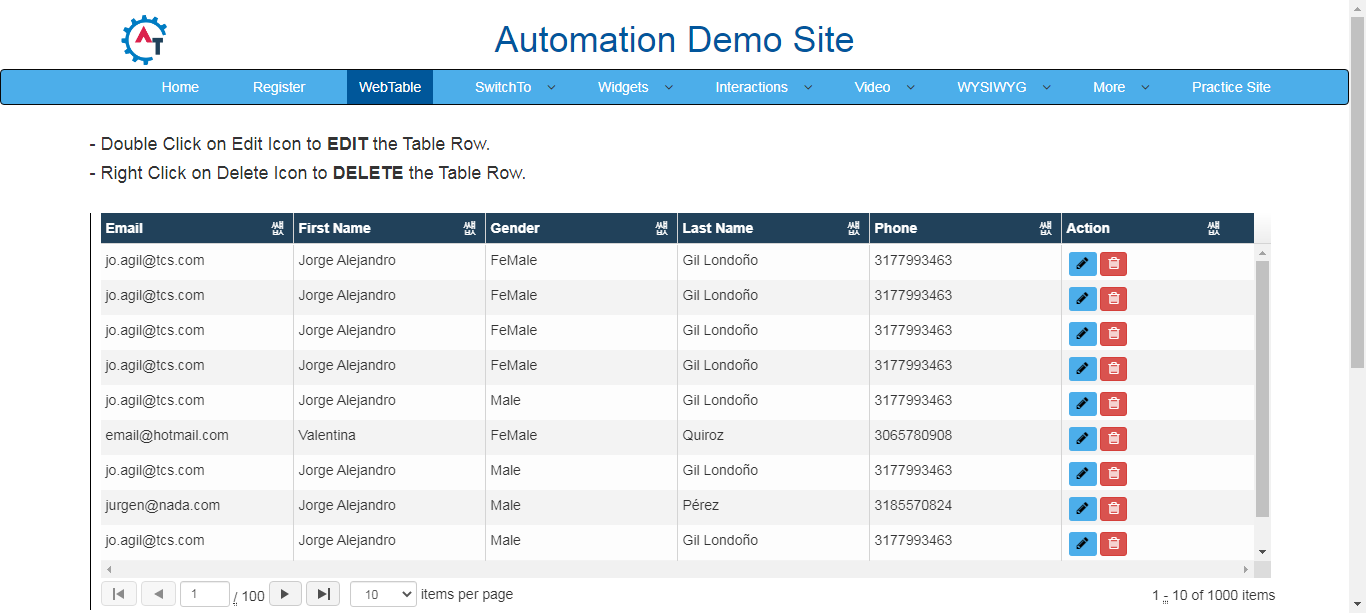 AT
Automation Demo Site
Home Register WebTable SwitchTo Widgets Interactions Video WYSIWYG More Practice Site
- Double Click on Edit Icon to EDIT the Table Row.
- Right Click on Delete Icon to DELETE the Table Row.
Email First Name Gender Last Name Phone Action
jo.agil@tcs.com Jorge Alejandro FeMale Gil Londoño 3177993463
jo.agil@tcs.com Jorge Alejandro FeMale Gil Londoño 3177993463
jo.agil@tcs.com Jorge Alejandro FeMale Gil Londoño 3177993463
jo.agil@tcs.com Jorge Alejandro FeMale Gil Londoño 3177993463
jo.agil@tcs.com Jorge Alejandro Male Gil Londoño 3177993463
email@hotmail.com Valentina FeMale Quiroz 3065780908
jo.agil@tcs.com Jorge Alejandro Male Gil Londoño 3177993463
jurgen@nada.com Jorge Alejandro Male Pérez 3185570824
jo.agil@tcs.com Jorge Alejandro Male Gil Londoño 3177993463
1 / 100 10 items per page 1 - 10 of 1000 items